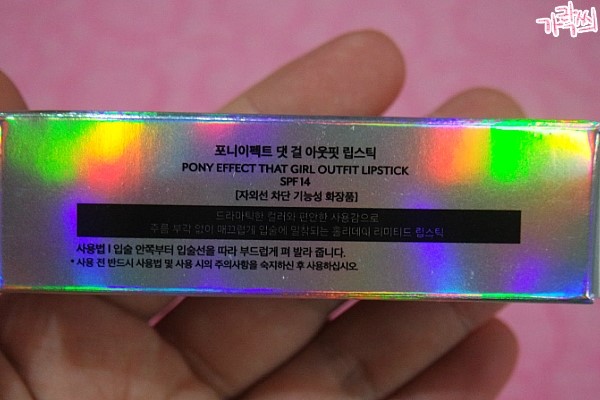 가락찌
포니이펙트 댓 걸 아웃핏 립스틱
PONY EFFECT THAT GIRL OUTFIT LIPSTICK
SPF 14
[자외선 차단 기능성 화장품]
드라마틱한 컬러와 편안한 사용감으로
주름 부각 없이 매끄럽게 입술에 밀착되는 홀리데이 리미티드 립스틱
사용법 | 입술 안쪽부터 입술선을 따라 부드럽게 펴 발라 줍니다.
* 사용 전 반드시 사용법 및 사용 시의 주의사항을 숙지하신 후 사용하십시오.